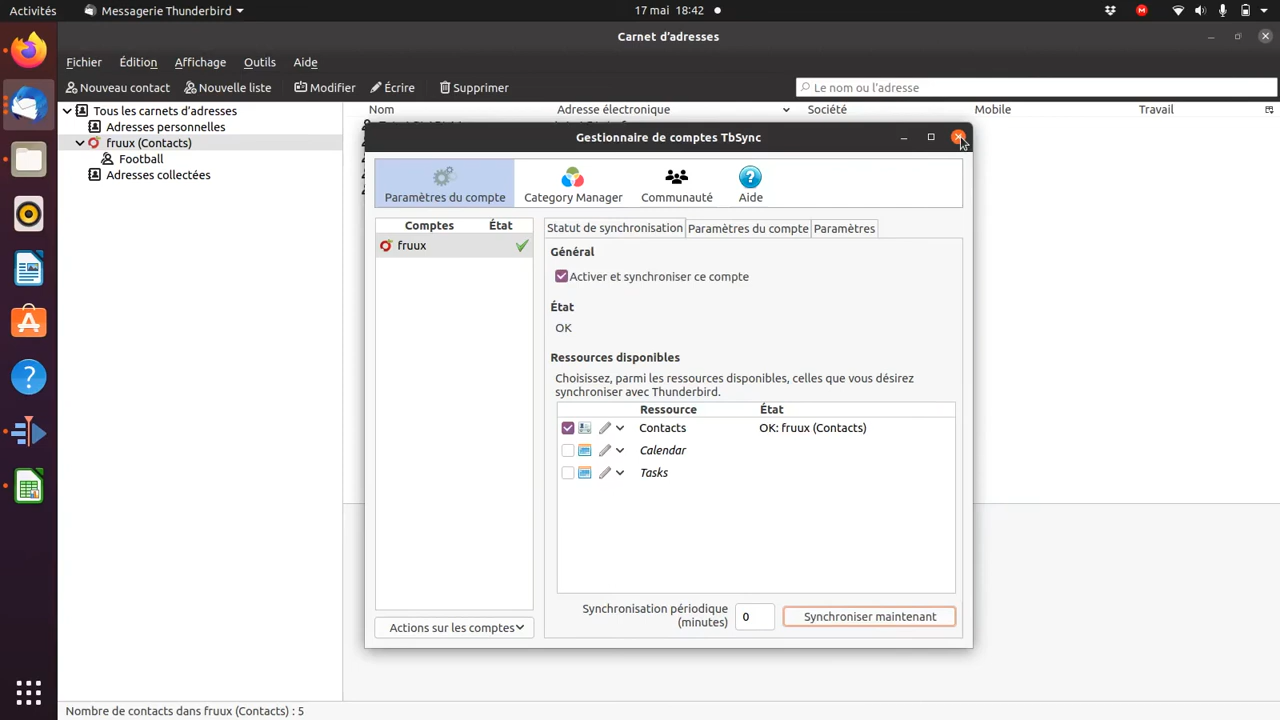 Activités
Messagerie Thunderbird
17 mai 18:42
Carnet d'adresses
Fichier Édition Affichage Outils Aide
Nouveau contact Nouvelle liste Modifier Écrire Supprimer
Le nom ou l'adresse
Tous les carnets d'adresses
Adresses personnelles
fruux (Contacts)
Football
Adresses collectées
Nom Adresse électronique Société Mobile Travail
Gestionnaire de comptes TbSync
Paramètres du compte Category Manager Communauté Aide
Comptes État
fruux
Statut de synchronisation Paramètres du compte Paramètres
Général
Activer et synchroniser ce compte
État
OK
Ressources disponibles
Choisissez, parmi les ressources disponibles, celles que vous désirez
synchroniser avec Thunderbird.
Ressource État
Contacts OK: fruux (Contacts)
Calendar
Tasks
Synchronisation périodique
(minutes)
0
Synchroniser maintenant
Actions sur les comptes
Nombre de contacts dans fruux (Contacts) : 5